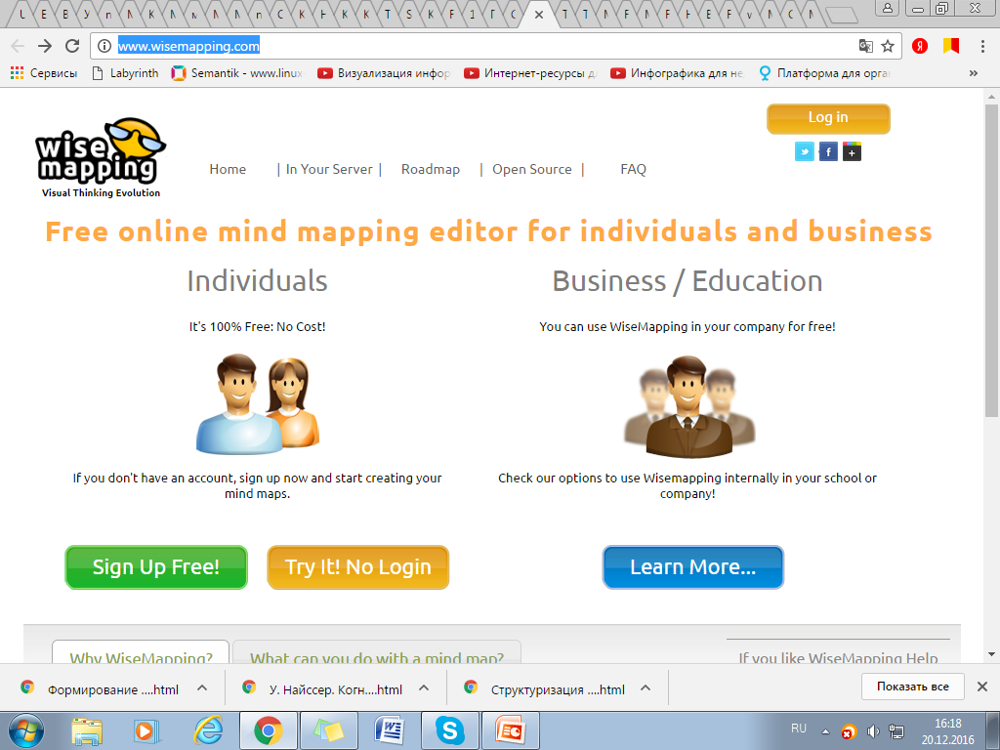 U E В У п M K M м M M п C K H K K T S K F 1 Г C T T M F M F H E F v M C M
www.wisemapping.com
Сервисы Labyrinth Semantik - www.linux Визуализация инфор Интернет-ресурсы д Инфографика для не Платформа для орга »
Log in
wise
mapping
Visual Thinking Evolution
Home | In Your Server | Roadmap | Open Source | FAQ
Free online mind mapping editor for individuals and business
Individuals Business / Education
It's 100% Free: No Cost! You can use WiseMapping in your company for free!
If you don't have an account, sign up now and start creating your
mind maps.
Check our options to use Wisemapping internally in your school or
company!
Sign Up Free! Try It! No Login Learn More...
Why WiseMapping? What can you do with a mind map? If you like WiseMapping Help
Формирование ....html У. Найссер. Когн....html Структуризация ....html Показать все
RU 16:18
20.12.2016